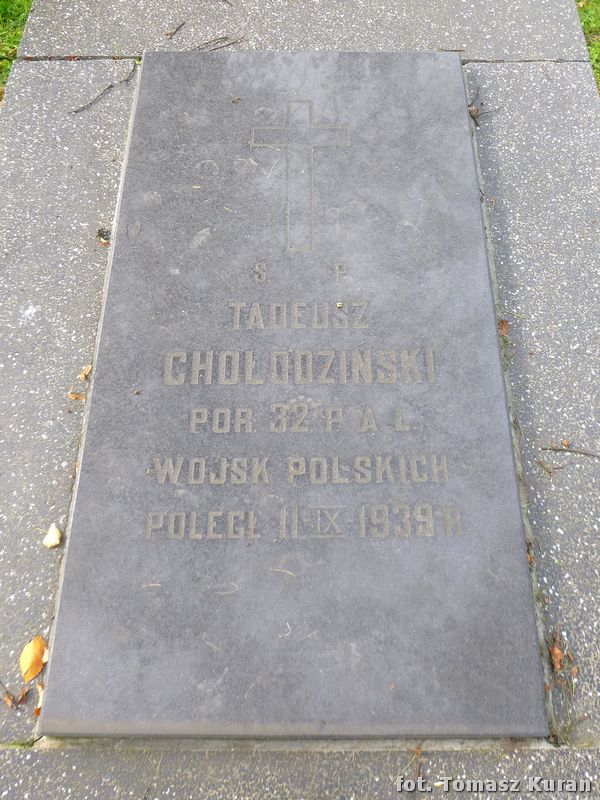 Ś P
TADEUSZ
CHOŁODZIŃSKI
POR 32 P A L
WOJSK POLSKICH
POLEGŁ 11-IX-1939 R
fot. Tomasz Kuran